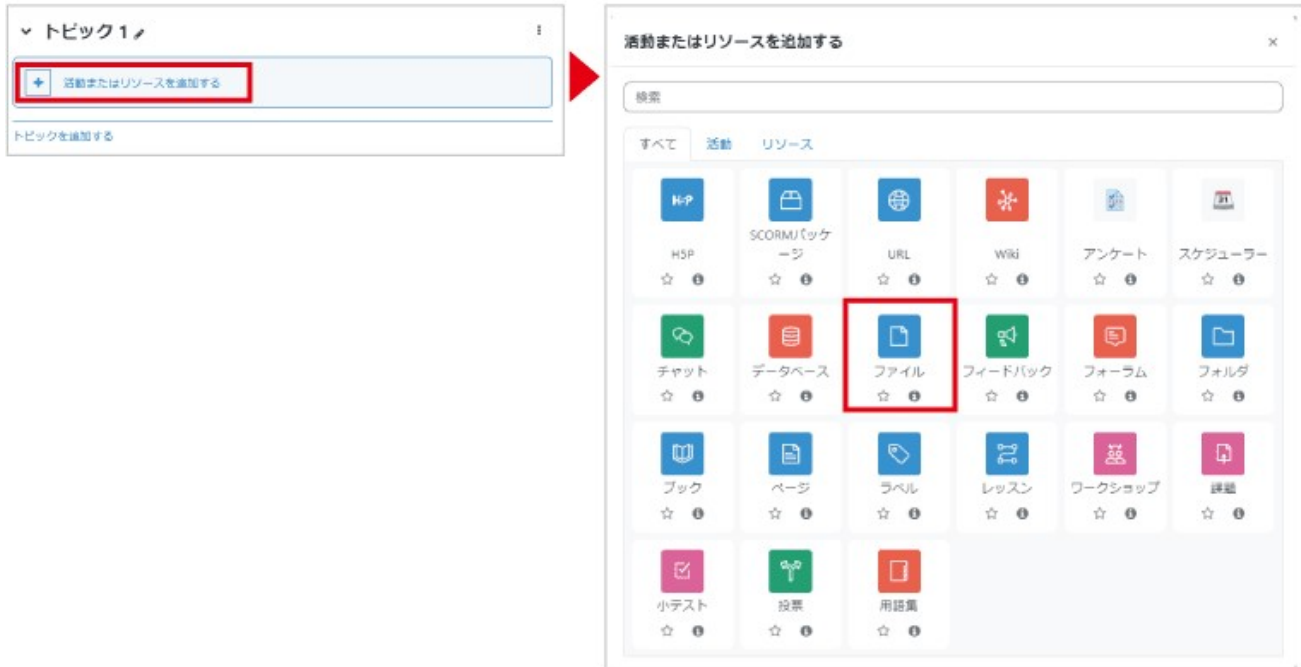 トピック 1
活動またはリソースを追加する
トピックを追加する
活動またはリソースを追加する
検索
すべて 活動 リソース
H5P
H5P
SCORMパッケージ
URL
Wiki
31
アンケート
スケジューラー
チャット
データベース
ファイル
フィードバック
フォーラム
フォルダ
ブック
ページ
ラベル
レッスン
ワークショップ
課題
小テスト
投票
用語集